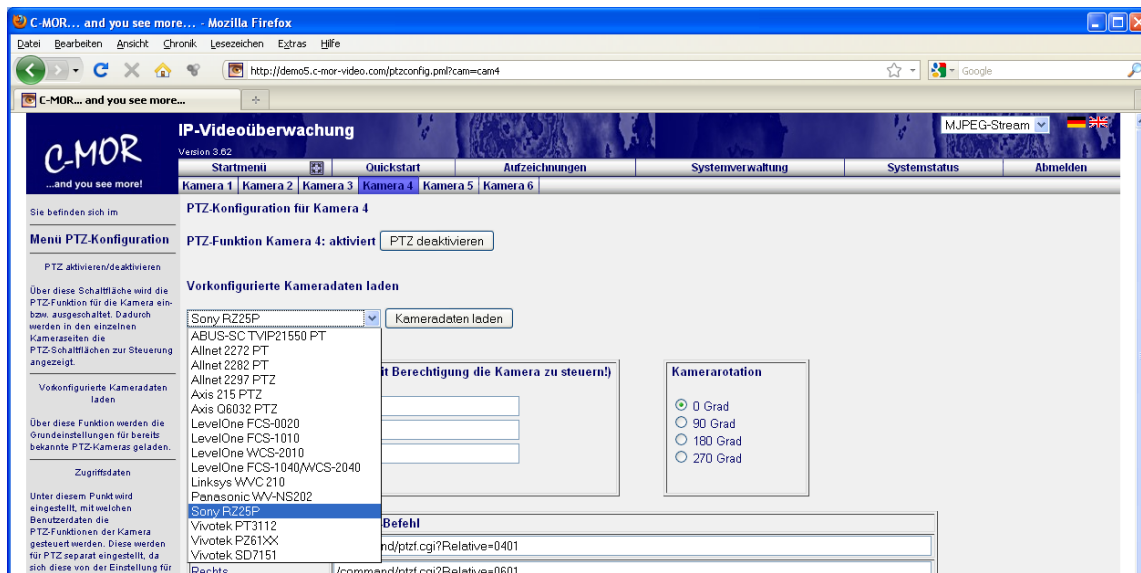 C-MOR... and you see more... - Mozilla Firefox
Datei Bearbeiten Ansicht Chronik Lesezeichen Extras Hilfe
http://demo5.c-mor-video.com/ptzconfig.pml?cam=cam4
Google
C-MOR... and you see more...
C-MOR
...and you see more!
IP-Videoüberwachung
Version 3.62
MJPEG-Stream
Startmenü Quickstart Aufzeichnungen Systemverwaltung Systemstatus Abmelden
Kamera 1 Kamera 2 Kamera 3 Kamera 4 Kamera 5 Kamera 6
Sie befinden sich im
Menü PTZ-Konfiguration
PTZ aktivieren/deaktivieren
Über diese Schaltfläche wird die
PTZ-Funktion für die Kamera ein-
bzw. ausgeschaltet. Dadurch
werden in den einzelnen
Kameraseiten die
PTZ-Schaltflächen zur Steuerung
angezeigt.
Vorkonfigurierte Kameradaten
laden
Über diese Funktion werden die
Grundeinstellungen für bereits
bekannte PTZ-Kameras geladen.
Zugriffsdaten
Unter diesem Punkt wird
eingestellt, mit welchen
Benutzerdaten die
PTZ-Funktionen der Kamera
gesteuert werden. Diese werden
für PTZ separat eingestellt, da
sich diese von der Einstellung für
PTZ-Konfiguration für Kamera 4
PTZ-Funktion Kamera 4: aktiviert PTZ deaktivieren
Vorkonfigurierte Kameradaten laden
Sony RZ25P Kameradaten laden
ABUS-SC TVIP21550 PT
Allnet 2272 PT
Allnet 2282 PT
Allnet 2297 PTZ
Axis 215 PTZ
Axis Q6032 PTZ
LevelOne FCS-0020
LevelOne FCS-1010
LevelOne WCS-2010
LevelOne FCS-1040/WCS-2040
Linksys WVC 210
Panasonic WV-NS202
Sony RZ25P
Vivotek PT3112
Vivotek PZ61XX
Vivotek SD7151
it Berechtigung die Kamera zu steuern!)
Kamerarotation
0 Grad
90 Grad
180 Grad
270 Grad
-Befehl
nd/ptzf.cgi?Relative=0401
Rechts /command/ptzf.cgi?Relative=0601